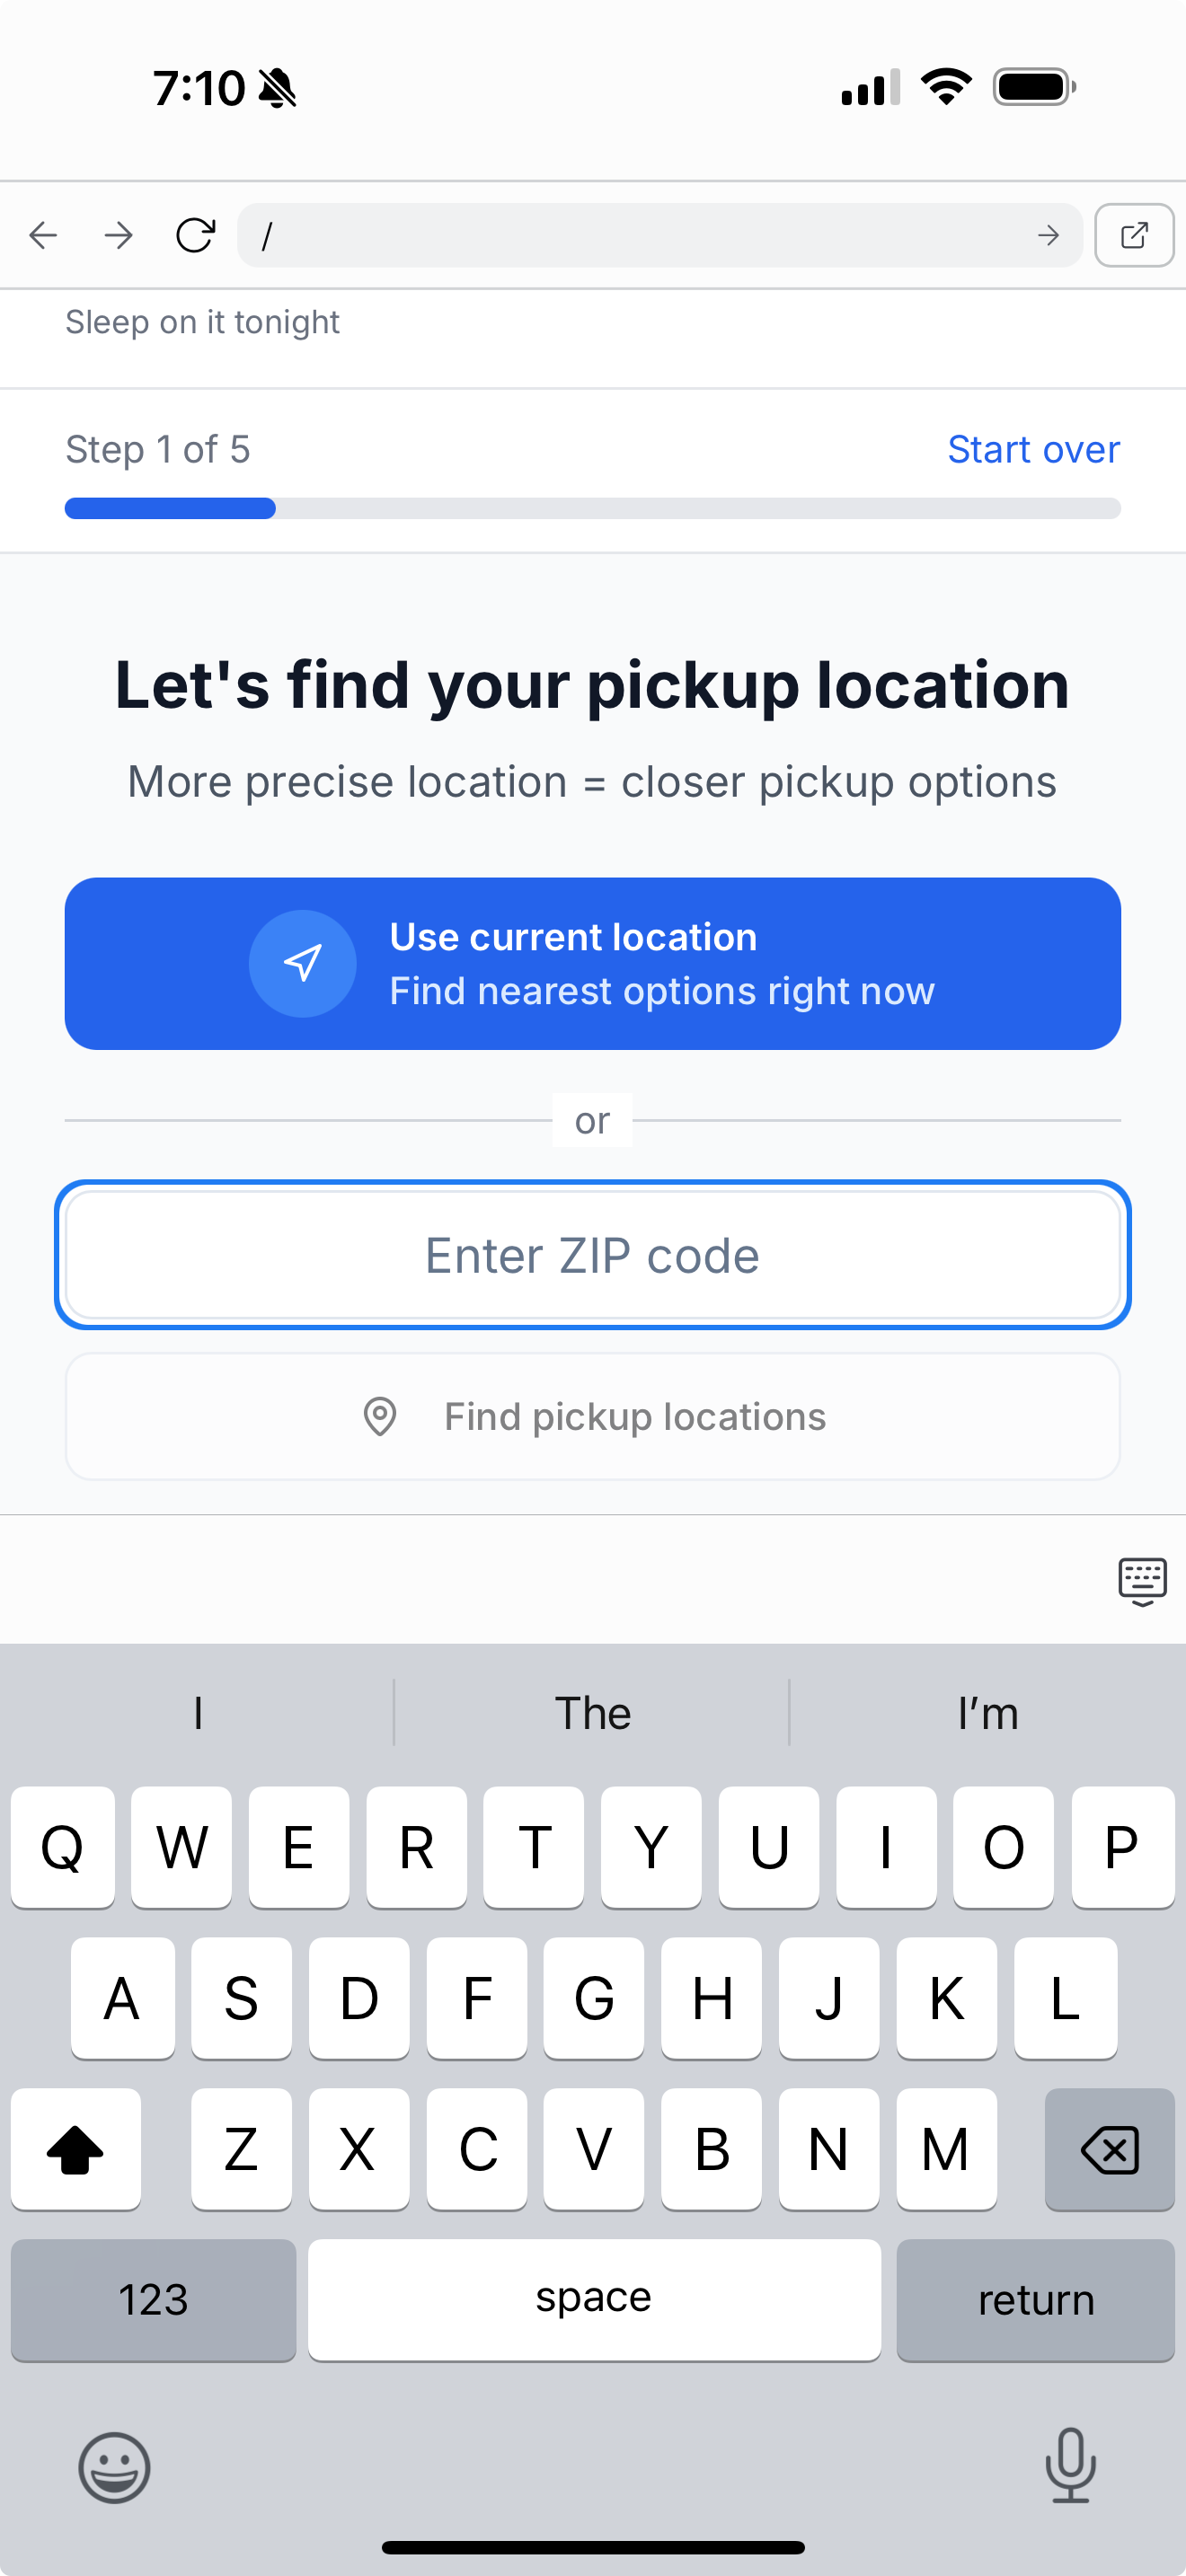 7:10
/
Sleep on it tonight
Step 1 of 5
Start over
Let's find your pickup location
More precise location = closer pickup options
Use current location
Find nearest options right now
or
Enter ZIP code
Find pickup locations
I The I’m
Q W E R T Y U I O P
A S D F G H J K L
Z X C V B N M
123 space return